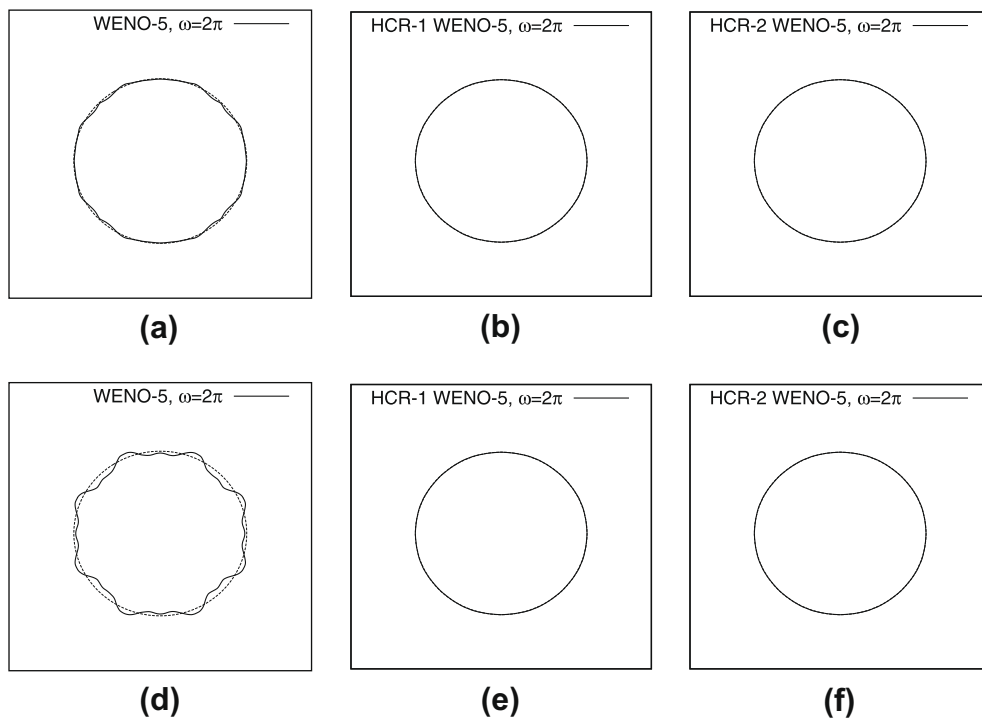 WENO-5, ω=2π
HCR-1 WENO-5, ω=2π
HCR-2 WENO-5, ω=2π
(a)
(b)
(c)
WENO-5, ω=2π
HCR-1 WENO-5, ω=2π
HCR-2 WENO-5, ω=2π
(d)
(e)
(f)